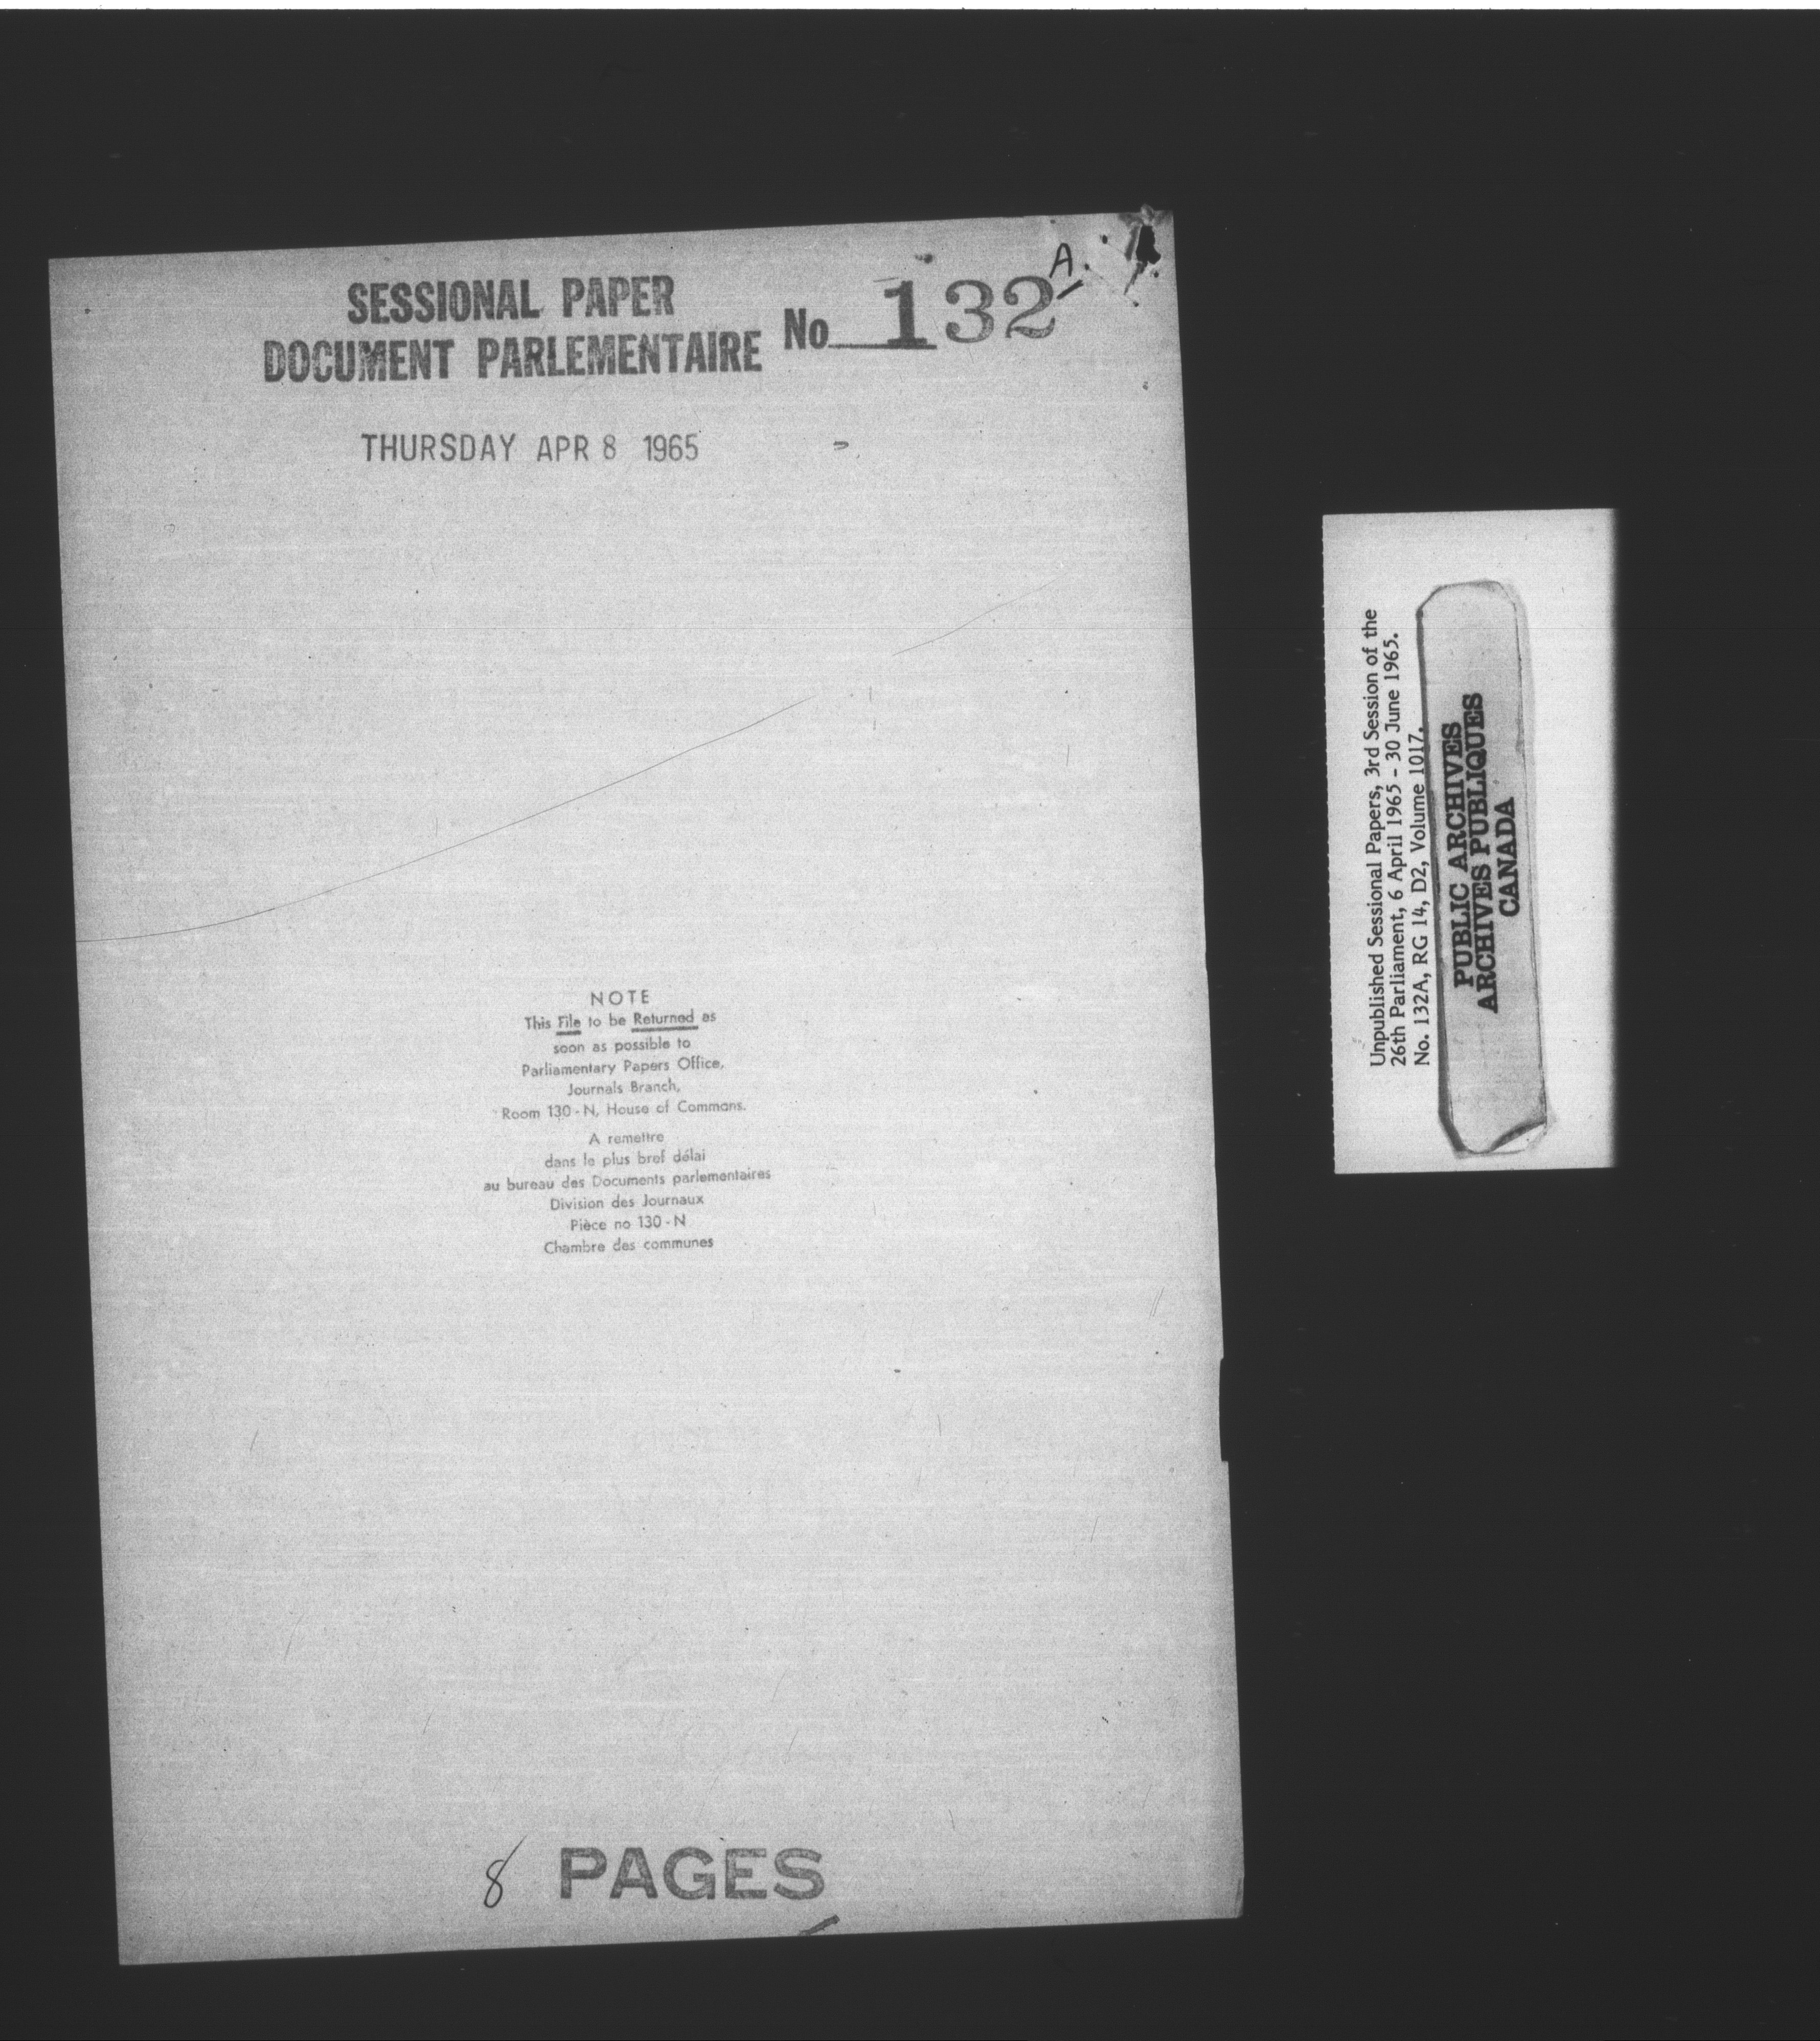 SESSIONAL PAPER
DOCUMENT PARLEMENTAIRE No 132 A
THURSDAY APR 8 1965
NOTE
This File to be Returned as
soon as possible to
Parliamentary Papers Office,
Journals Branch,
Room 130-N, House of Commons.
A remettre
dans le plus bref délai
au bureau des Documents parlementaires
Division des Journaux
Pièce no 130-N
Chambre des communes
8 PAGES
Unpublished Sessional Papers, 3rd Session of the
26th Parliament, 6 April 1965 - 30 June 1965.
No. 132A, RG 14, D2, Volume 1017.
PUBLIC ARCHIVES
ARCHIVES PUBLIQUES
CANADA